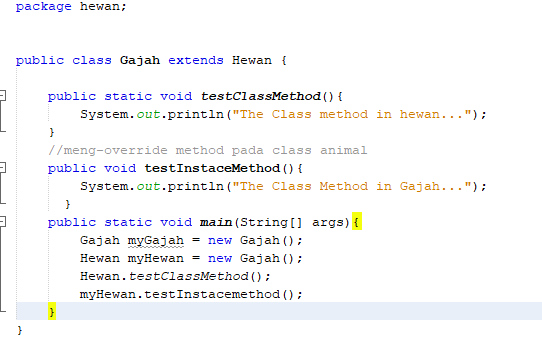 package hewan;
public class Gajah extends Hewan {
public static void testClassMethod(){
System.out.println("The Class method in hewan...");
}
//meng-override method pada class animal
public void testInstaceMethod(){
System.out.println("The Class Method in Gajah...");
}
public static void main(String[] args){
Gajah myGajah = new Gajah();
Hewan myHewan = new Gajah();
Hewan.testClassMethod();
myHewan.testInstacemethod();
}
}